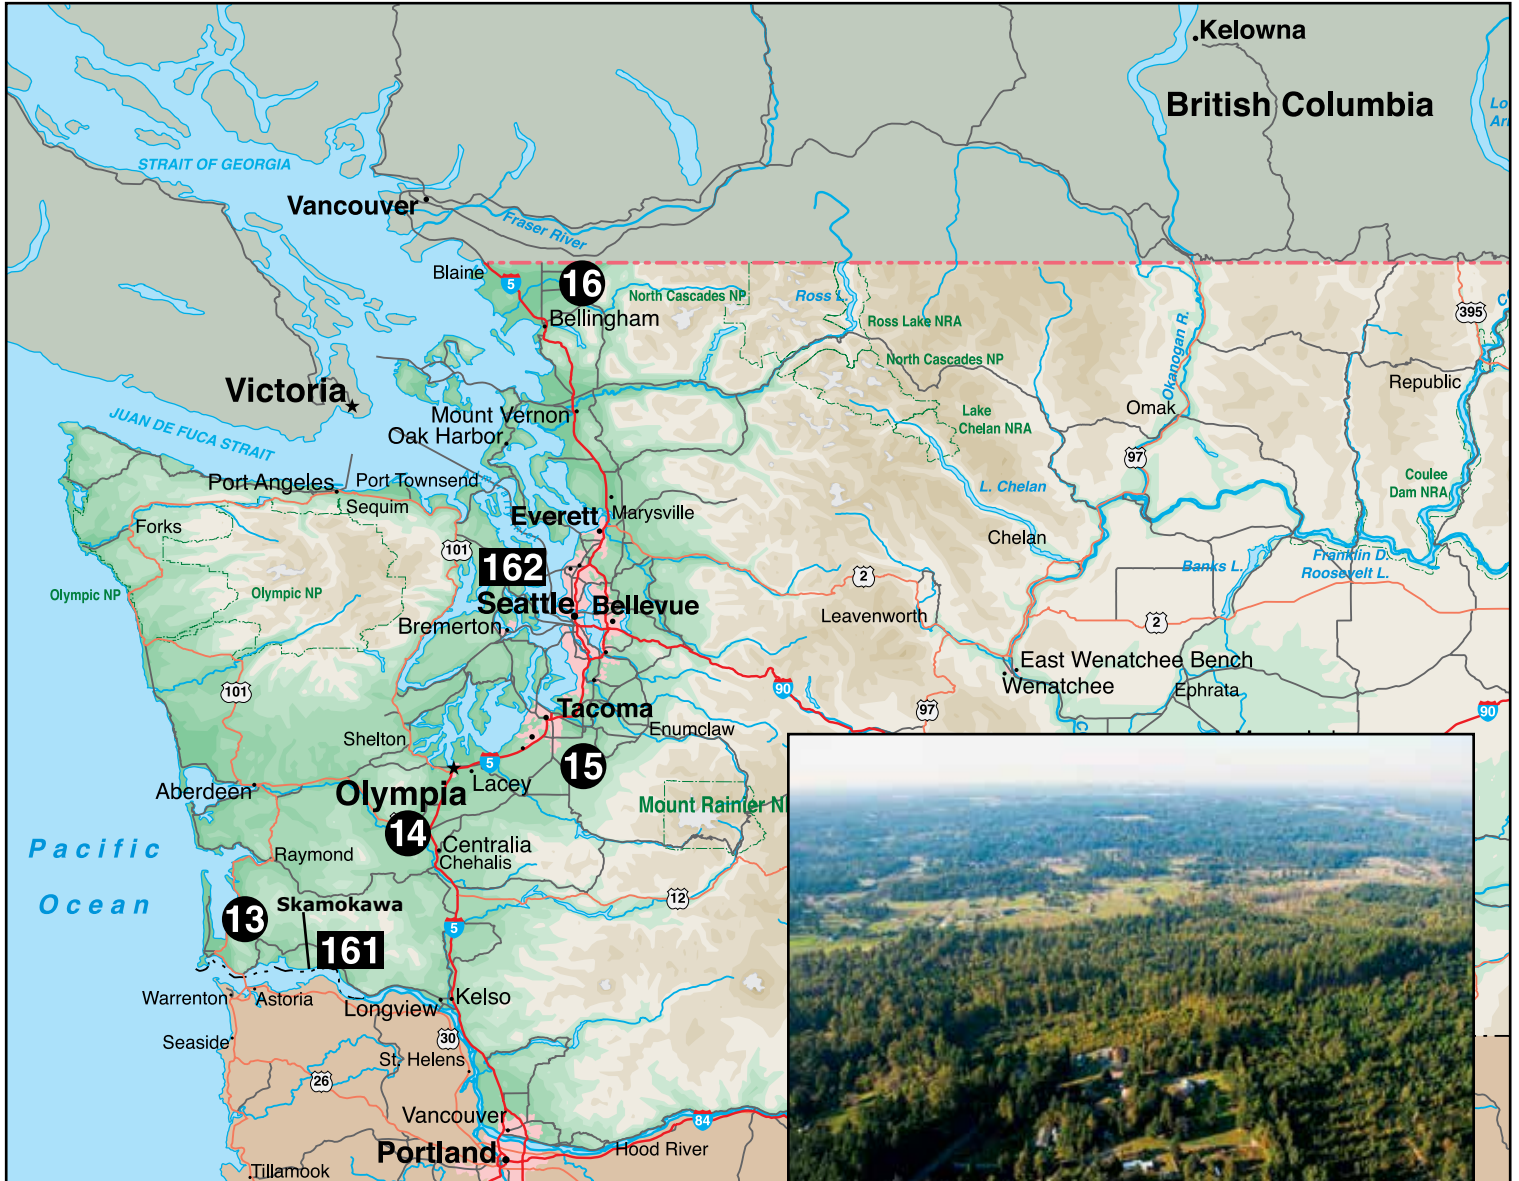 Kelowna
British Columbia
STRAIT OF GEORGIA
Vancouver
Fraser River
Blaine
5
16
North Cascades NP
Ross L.
Bellingham
Ross Lake NRA
395
North Cascades NP
Okanogan R.
Victoria
Republic
JUAN DE FUCA STRAIT
Mount Vernon
Oak Harbor
Lake
Chelan NRA
Omak
97
Port Angeles
Port Townsend
Sequim
L. Chelan
Coulee
Dam NRA
Forks
Everett
Marysville
101
162
Chelan
Franklin D.
Roosevelt L.
Banks L.
Olympic NP
Olympic NP
2
Seattle
Bellevue
Leavenworth
2
Bremerton
East Wenatchee Bench
Wenatchee
Ephrata
101
90
97
90
Tacoma
Enumclaw
Shelton
5
15
Lacey
Aberdeen
Olympia
Mount Rainier
14
Centralia
Chehalis
Pacific
Ocean
Raymond
12
Skamokawa
13
161
5
Warrenton
Astoria
Longview
Kelso
Seaside
30
St. Helens
26
Vancouver
84
Portland
Hood River
Tillamook